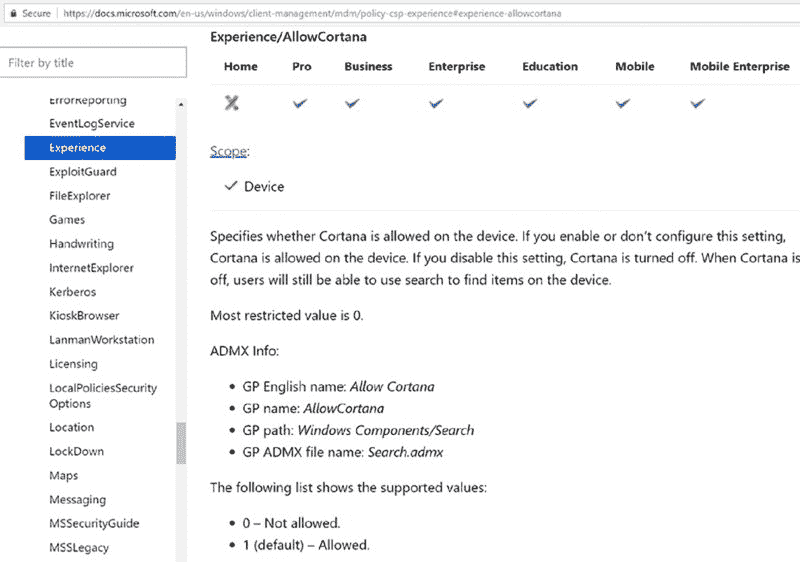 Secure https://docs.microsoft.com/en-us/windows/client-management/mdm/policy-csp-experience#experience-allowcortana
Filter by title
ErrorReporting
EventLogService
Experience
ExploitGuard
FileExplorer
Games
Handwriting
InternetExplorer
Kerberos
KioskBrowser
LanmanWorkstation
Licensing
LocalPoliciesSecurity
Options
Location
LockDown
Maps
Messaging
MSSecurityGuide
MSSLegacy
Experience/AllowCortana
Home Pro Business Enterprise Education Mobile Mobile Enterprise
Scope:
Device
Specifies whether Cortana is allowed on the device. If you enable or don't configure this setting,
Cortana is allowed on the device. If you disable this setting, Cortana is turned off. When Cortana is
off, users will still be able to use search to find items on the device.
Most restricted value is 0.
ADMX Info:
• GP English name: Allow Cortana
• GP name: AllowCortana
• GP path: Windows Components/Search
• GP ADMX file name: Search.admx
The following list shows the supported values:
• 0 – Not allowed.
• 1 (default) – Allowed.